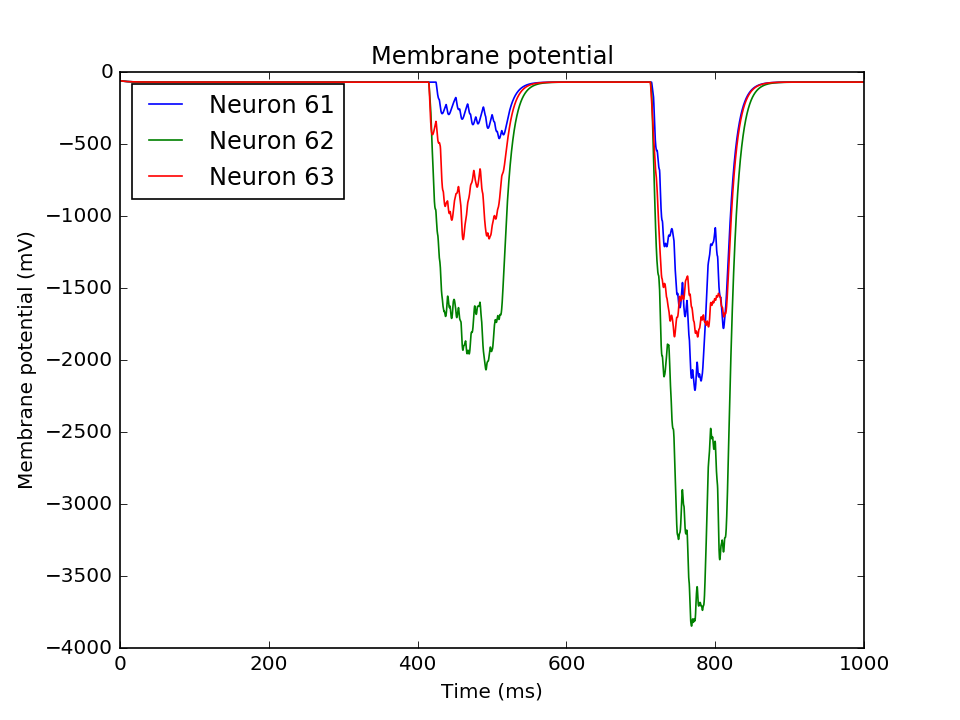 Membrane potential
Neuron 61
Neuron 62
Neuron 63
Membrane potential (mV)
0
−500
−1000
−1500
−2000
−2500
−3000
−3500
−4000
0 200 400 600 800 1000
Time (ms)